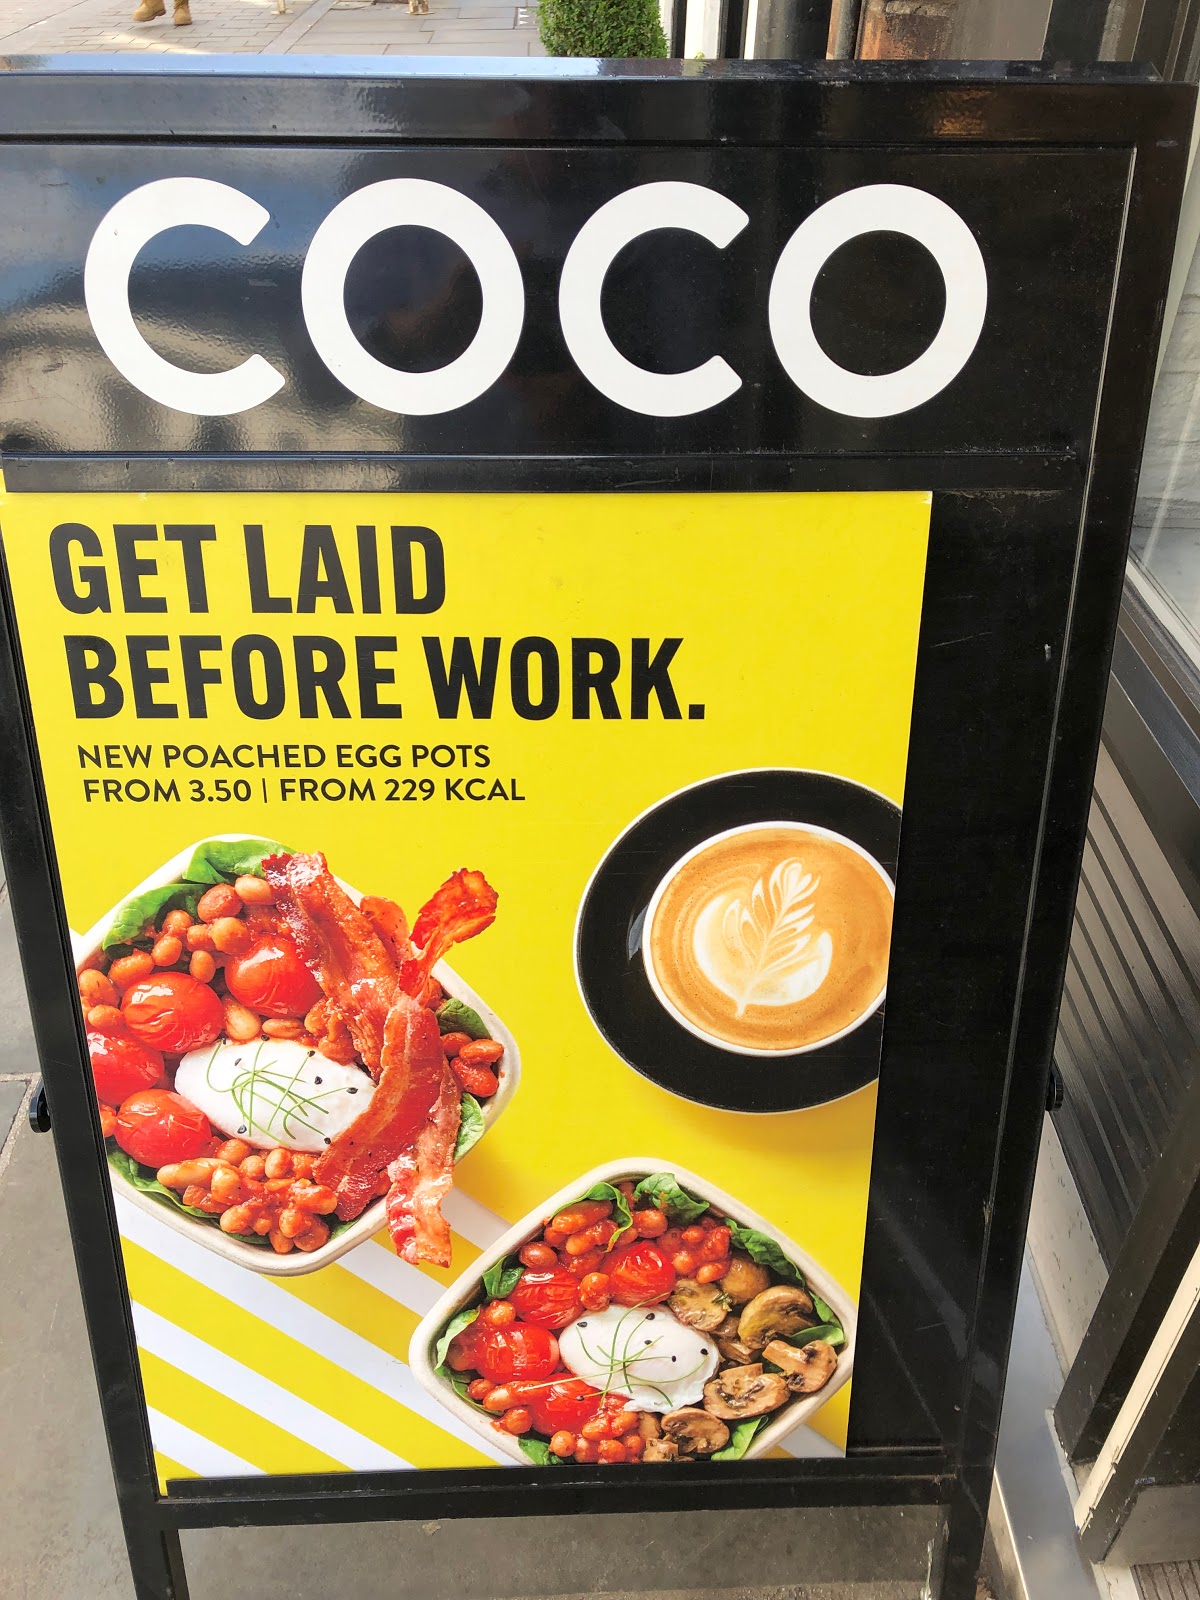 COCO
GET LAID
BEFORE WORK.
NEW POACHED EGG POTS
FROM 3.50 | FROM 229 KCAL